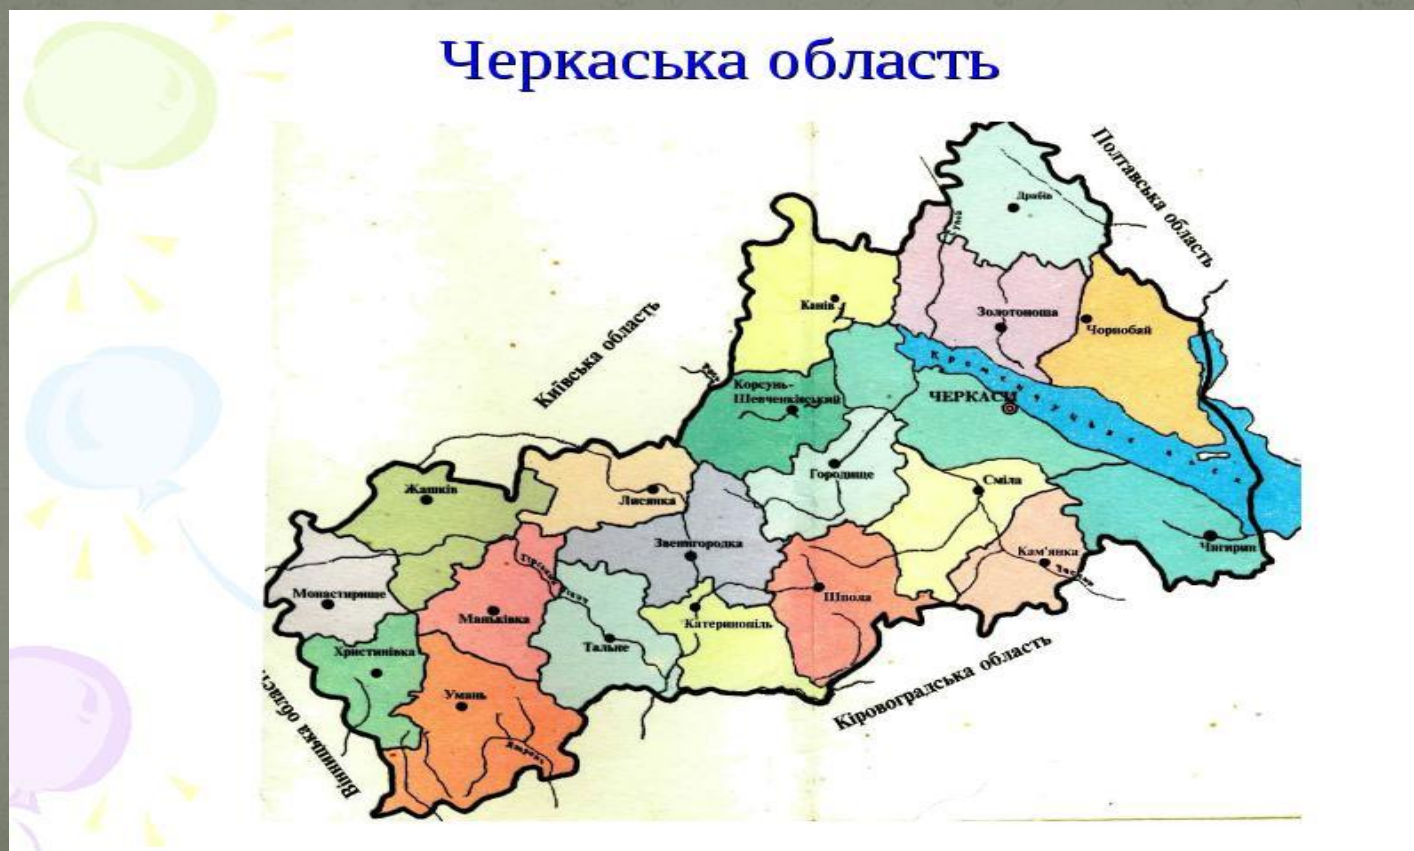 Черкаська область
Полтавська область
Драбів
Канів
Золотоноша
Чорнобай
Київська область
Корсунь-
Шевченківський
ЧЕРКАСИ
Городище
Сміла
Жашків
Лисянка
Звенигородка
Кам'янка
Чигирин
Монастирище
Маньківка
Шпола
Катеринопіль
Христинівка
Тальне
Умань
Кіровоградська область
Вінницька област